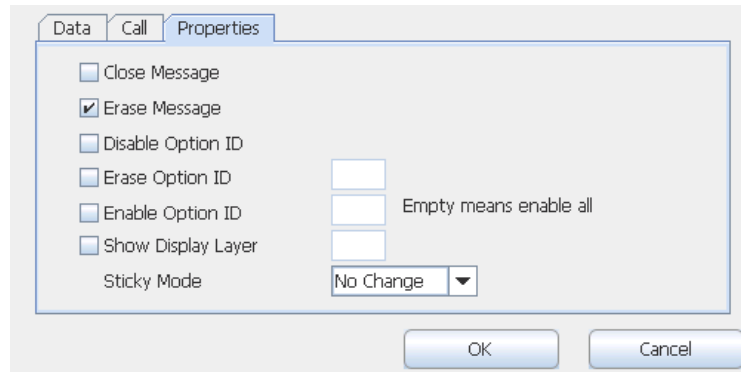 Data Call Properties
Close Message
Erase Message
Disable Option ID
Erase Option ID
Enable Option ID Empty means enable all
Show Display Layer
Sticky Mode No Change
OK Cancel